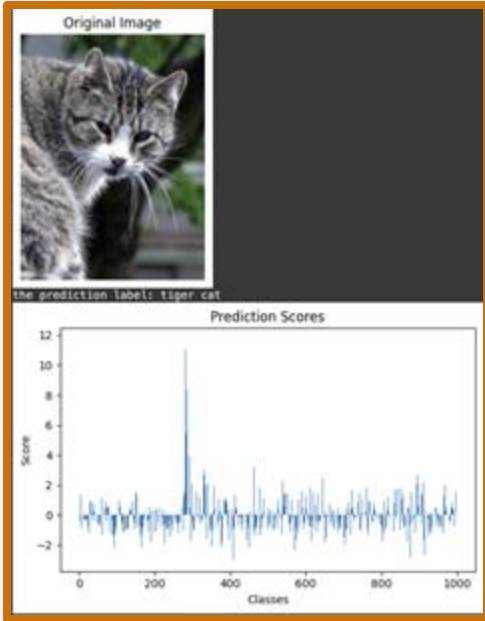 Original Image
the prediction label: tiger cat
Prediction Scores
12
10
8
6
4
2
0
−2
Score
0 200 400 600 800 1000
Classes